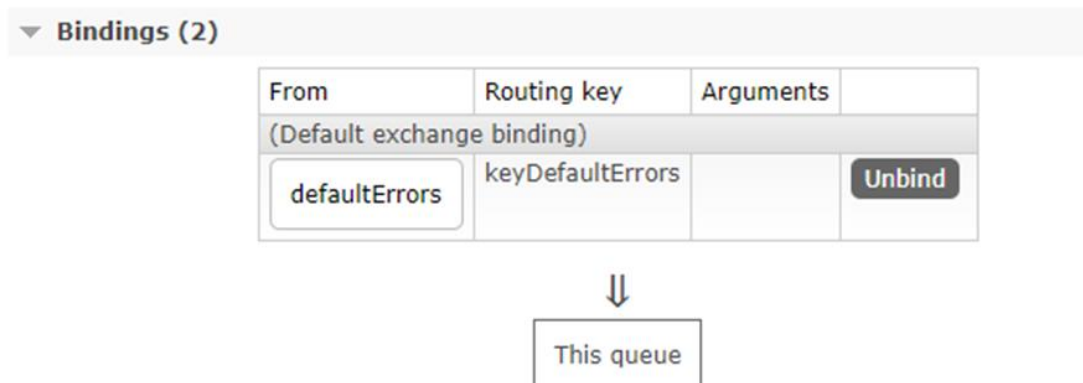 Bindings (2)
From Routing key Arguments
(Default exchange binding)
defaultErrors keyDefaultErrors Unbind
This queue